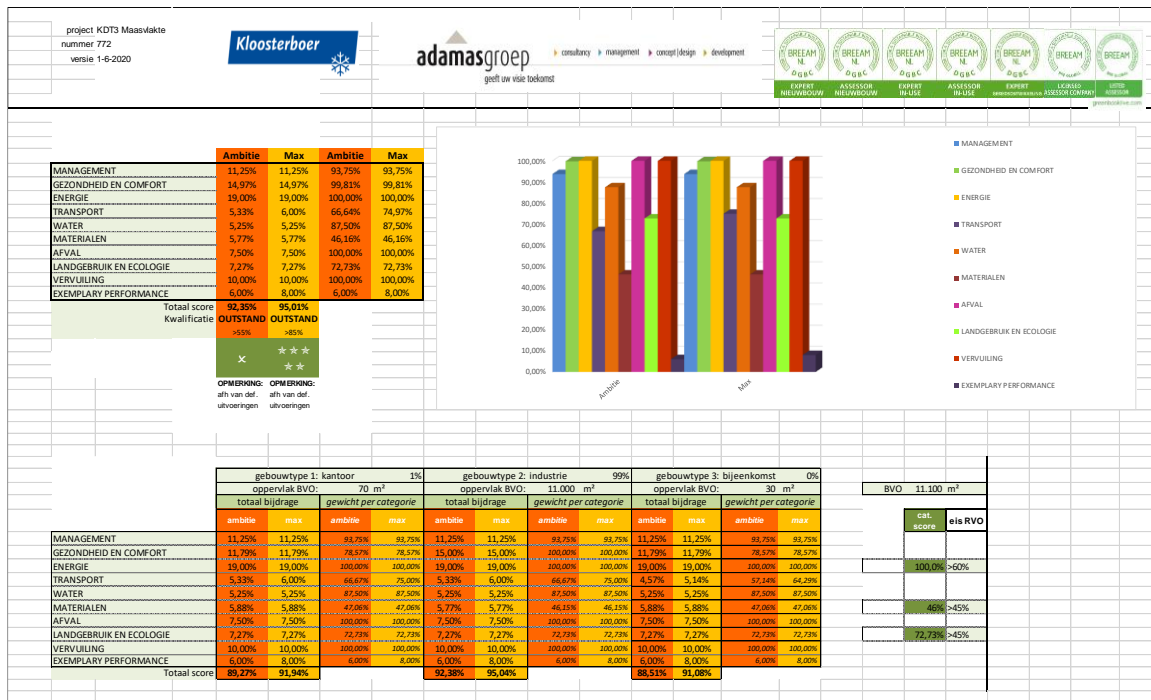 project KDT3 Maasvlakte
nummer 772
versie 1-6-2020
Kloosterboer
adamasgroep
geeft uw visie toekomst
consultancy management concept|design development
BREEAM NL DGBC EXPERT NIEUWBOUW
BREEAM NL DGBC ASSESSOR NIEUWBOUW
BREEAM NL DGBC EXPERT IN-USE
BREEAM NL DGBC ASSESSOR IN-USE
BREEAM NL DGBC EXPERT
BREEAM LICENSED ASSESSOR COMPANY
BREEAM LISTED ASSESSOR
Ambitie Max Ambitie Max
MANAGEMENT 11,25% 11,25% 93,75% 93,75%
GEZONDHEID EN COMFORT 14,97% 14,97% 99,81% 99,81%
ENERGIE 19,00% 19,00% 100,00% 100,00%
TRANSPORT 5,33% 6,00% 66,64% 74,97%
WATER 5,25% 5,25% 87,50% 87,50%
MATERIALEN 5,77% 5,77% 46,16% 46,16%
AFVAL 7,50% 7,50% 100,00% 100,00%
LANDGEBRUIK EN ECOLOGIE 7,27% 7,27% 72,73% 72,73%
VERVUILING 10,00% 10,00% 100,00% 100,00%
EXEMPLARY PERFORMANCE 6,00% 8,00% 6,00% 8,00%
Totaal score 92,35% 95,01%
Kwalificatie OUTSTAND OUTSTAND
>55% >85%
OPMERKING: OPMERKING:
afh van def. afh van def.
uitvoeringen uitvoeringen
100,00%
90,00%
80,00%
70,00%
60,00%
50,00%
40,00%
30,00%
20,00%
10,00%
0,00%
Ambitie
Max
MANAGEMENT
GEZONDHEID EN COMFORT
ENERGIE
TRANSPORT
WATER
MATERIALEN
AFVAL
LANDGEBRUIK EN ECOLOGIE
VERVUILING
EXEMPLARY PERFORMANCE
gebouwtype 1: kantoor 1% gebouwtype 2: industrie 99% gebouwtype 3: bijeenkomst 0%
oppervlak BVO: 70 m² oppervlak BVO: 11.000 m² oppervlak BVO: 30 m² BVO 11.100 m²
totaal bijdrage gewicht per categorie totaal bijdrage gewicht per categorie totaal bijdrage gewicht per categorie
ambitie max ambitie max ambitie max ambitie max ambitie max ambitie max cat. score eis RVO
MANAGEMENT 11,25% 11,25% 93,75% 93,75% 11,25% 11,25% 93,75% 93,75% 11,25% 11,25% 93,75% 93,75%
GEZONDHEID EN COMFORT 11,79% 11,79% 78,57% 78,57% 15,00% 15,00% 100,00% 100,00% 11,79% 11,79% 78,57% 78,57%
ENERGIE 19,00% 19,00% 100,00% 100,00% 19,00% 19,00% 100,00% 100,00% 19,00% 19,00% 100,00% 100,00% 100,0% >60%
TRANSPORT 5,33% 6,00% 66,67% 75,00% 5,33% 6,00% 66,67% 75,00% 4,57% 5,14% 57,14% 64,29%
WATER 5,25% 5,25% 87,50% 87,50% 5,25% 5,25% 87,50% 87,50% 5,25% 5,25% 87,50% 87,50%
MATERIALEN 5,88% 5,88% 47,06% 47,06% 5,77% 5,77% 46,15% 46,15% 5,88% 5,88% 47,06% 47,06% 46% >45%
AFVAL 7,50% 7,50% 100,00% 100,00% 7,50% 7,50% 100,00% 100,00% 7,50% 7,50% 100,00% 100,00%
LANDGEBRUIK EN ECOLOGIE 7,27% 7,27% 72,73% 72,73% 7,27% 7,27% 72,73% 72,73% 7,27% 7,27% 72,73% 72,73% 72,73% >45%
VERVUILING 10,00% 10,00% 100,00% 100,00% 10,00% 10,00% 100,00% 100,00% 10,00% 10,00% 100,00% 100,00%
EXEMPLARY PERFORMANCE 6,00% 8,00% 6,00% 8,00% 6,00% 8,00% 6,00% 8,00% 6,00% 8,00% 6,00% 8,00%
Totaal score 89,27% 91,94% 92,38% 95,04% 88,51% 91,08%